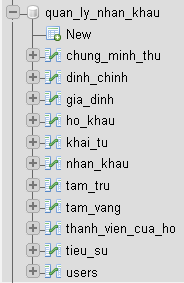 quan_ly_nhan_khau
New
chung_minh_thu
dinh_chinh
gia_dinh
ho_khau
khai_tu
nhan_khau
tam_tru
tam_vang
thanh_vien_cua_ho
tieu_su
users